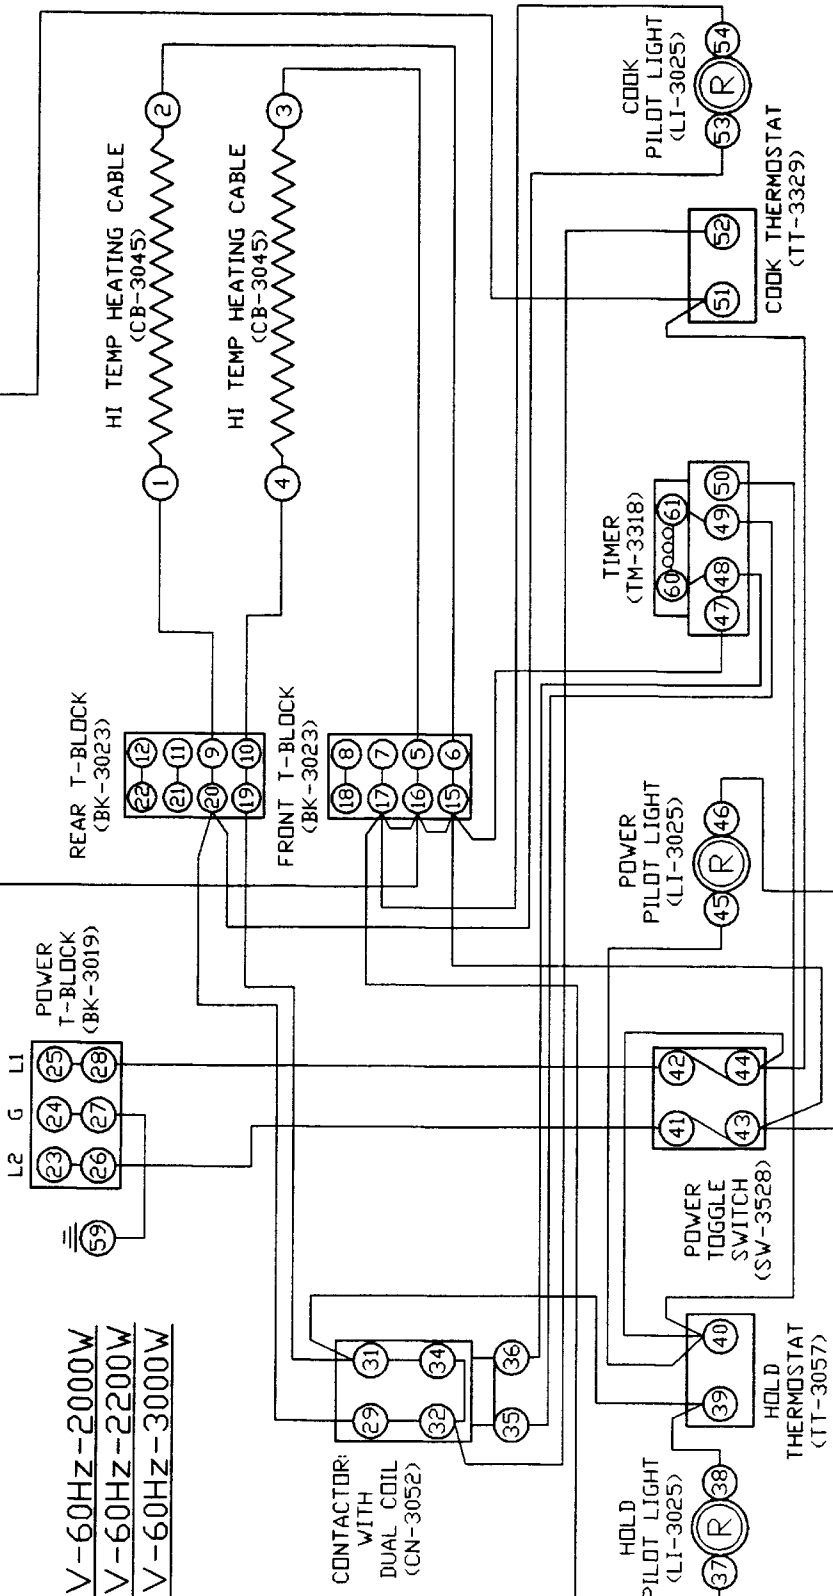 V-60Hz-2000W
V-60Hz-2200W
V-60Hz-3000W
L2 G L1
23 24 25
26 27 28
59
POWER
T-BLOCK
(BK-3019)
REAR T-BLOCK
(BK-3023)
22 12
21 11
20 9
19 10
FRONT T-BLOCK
(BK-3023)
18 8
17 7
16 5
15 6
HI TEMP HEATING CABLE
(CB-3045)
1 2
HI TEMP HEATING CABLE
(CB-3045)
4 3
CONTACTOR:
WITH
DUAL COIL
(CN-3052)
29 31
32 34
35 36
HOLD
PILOT LIGHT
(LI-3025)
37 R 38
39 40
HOLD
THERMOSTAT
(TT-3057)
41 42
43 44
POWER
TOGGLE
SWITCH
(SW-3528)
POWER
PILOT LIGHT
(LI-3025)
45 R 46
TIMER
(TM-3318)
60 61
47 48 49 50
51 52
COOK THERMOSTAT
(TT-3329)
COOK
PILOT LIGHT
(LI-3025)
53 R 54